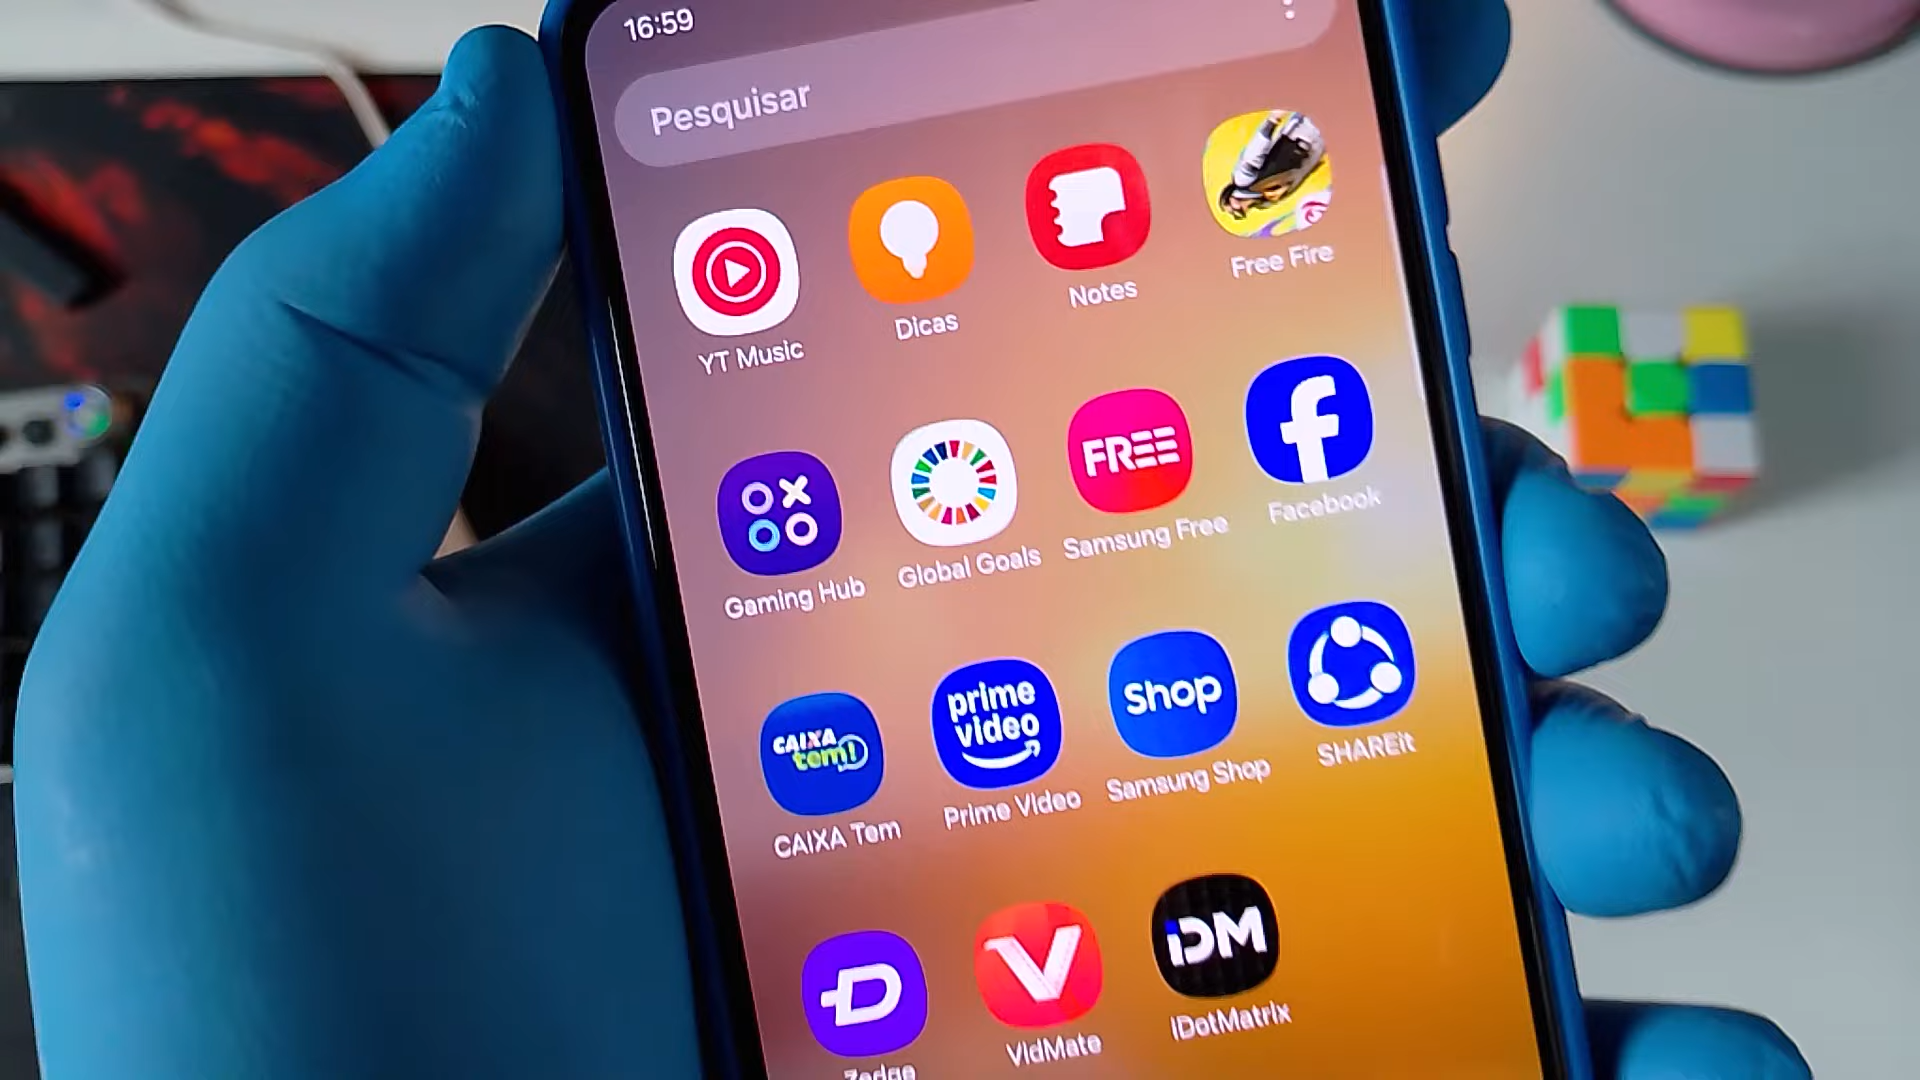 16:59
Pesquisar
YT Music
Dicas
Notes
Free Fire
Gaming Hub
Global Goals
FREE
Samsung Free
Facebook
CAIXA
tem!
CAIXA Tem
prime
video
Prime Video
Shop
Samsung Shop
SHAREit
Zedge
VidMate
iDM
iDotMatrix